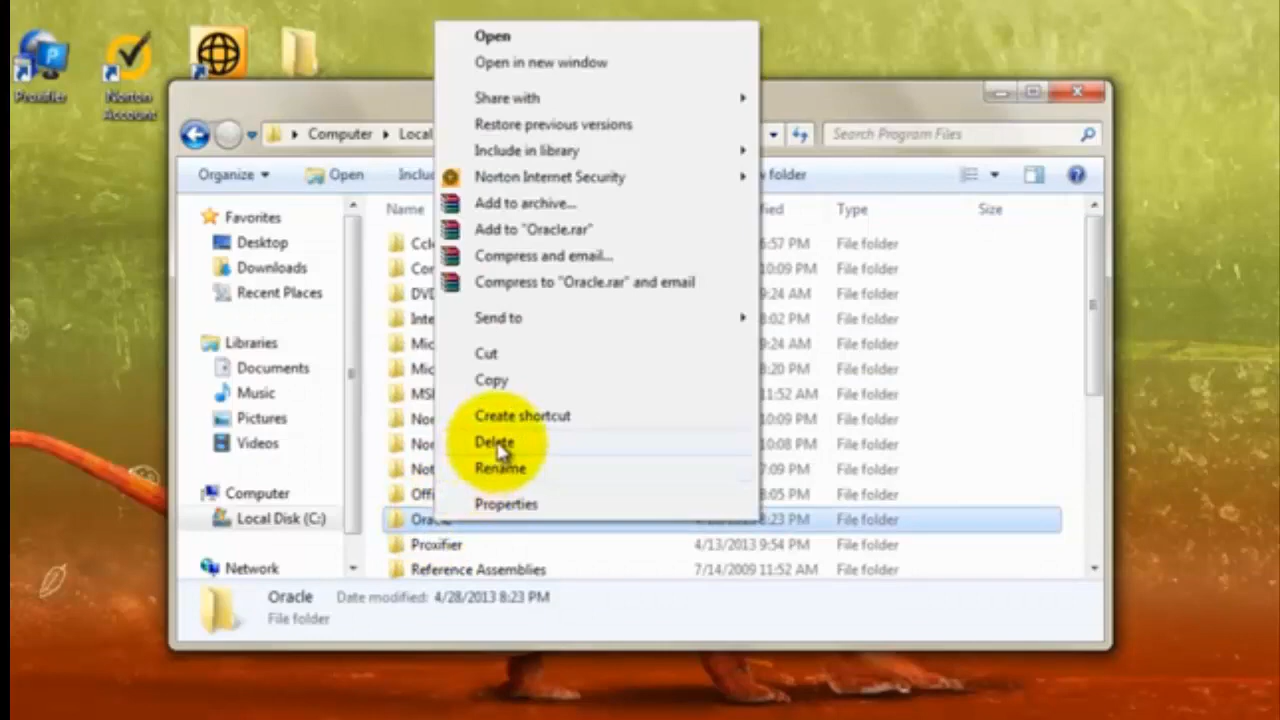 Proxifier
Norton
Account
Open
Open in new window
Share with
Restore previous versions
Include in library
Norton Internet Security
Add to archive...
Add to "Oracle.rar"
Compress and email...
Compress to "Oracle.rar" and email
Send to
Cut
Copy
Create shortcut
Delete
Rename
Properties
Computer
Local
Search Program Files
Organize
Open
Inclu
folder
Name
Type
Size
Favorites
Desktop
Downloads
Recent Places
Libraries
Documents
Music
Pictures
Videos
Computer
Local Disk (C:)
Network
Ccl
6:57 PM File folder
Cor
10:09 PM File folder
DVD
9:24 AM File folder
Inte
8:02 PM File folder
Mic
9:24 AM File folder
Mic
8:20 PM File folder
MSI
11:52 AM File folder
Nor
10:09 PM File folder
Nor
10:08 PM File folder
Not
7:09 PM File folder
Offi
8:05 PM File folder
8:23 PM File folder
Proxifier 4/13/2013 9:54 PM File folder
Reference Assemblies 7/14/2009 11:52 AM File folder
Oracle Date modified: 4/28/2013 8:23 PM
File folder